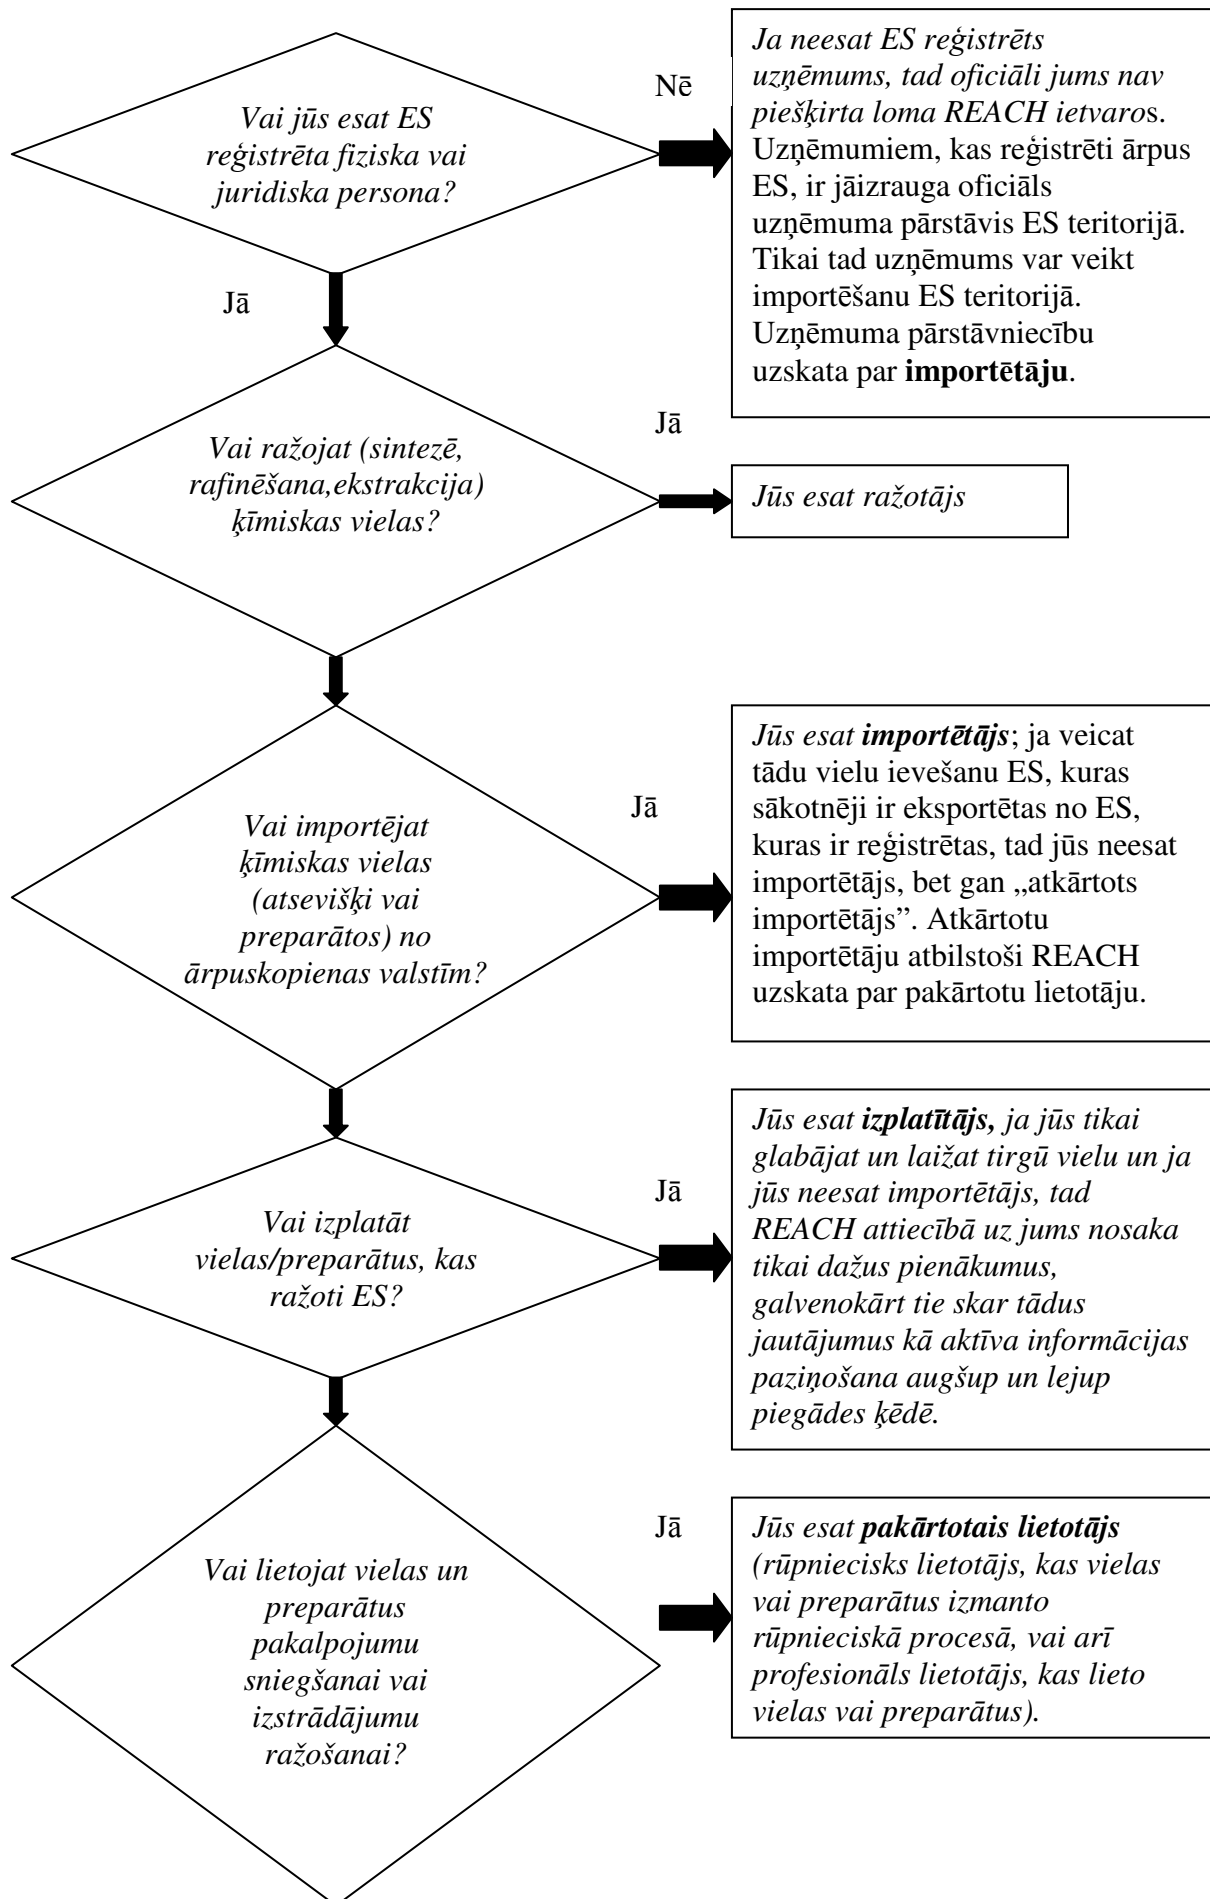 Vai jūs esat ES
reģistrēta fiziska vai
juridiska persona?
Nē
Ja neesat ES reģistrēts
uzņēmums, tad oficiāli jums nav
piešķirta loma REACH ietvaros.
Uzņēmumiem, kas reģistrēti ārpus
ES, ir jāizrauga oficiāls
uzņēmuma pārstāvis ES teritorijā.
Tikai tad uzņēmums var veikt
importēšanu ES teritorijā.
Uzņēmuma pārstāvniecību
uzskata par importētāju.
Jā
Vai ražojat (sintezē,
rafinēšana,ekstrakcija)
ķīmiskas vielas?
Jā
Jūs esat ražotājs
Vai importējat
ķīmiskas vielas
(atsevišķi vai
preparātos) no
ārpuskopienas valstīm?
Jā
Jūs esat importētājs; ja veicat
tādu vielu ievešanu ES, kuras
sākotnēji ir eksportētas no ES,
kuras ir reģistrētas, tad jūs neesat
importētājs, bet gan „atkārtots
importētājs”. Atkārtotu
importētāju atbilstoši REACH
uzskata par pakārtotu lietotāju.
Vai izplatāt
vielas/preparātus, kas
ražoti ES?
Jā
Jūs esat izplatītājs, ja jūs tikai
glabājat un laižat tirgū vielu un ja
jūs neesat importētājs, tad
REACH attiecībā uz jums nosaka
tikai dažus pienākumus,
galvenokārt tie skar tādus
jautājumus kā aktīva informācijas
paziņošana augšup un lejup
piegādes ķēdē.
Vai lietojat vielas un
preparātus
pakalpojumu
sniegšanai vai
izstrādājumu
ražošanai?
Jā
Jūs esat pakārtotais lietotājs
(rūpniecisks lietotājs, kas vielas
vai preparātus izmanto
rūpnieciskā procesā, vai arī
profesionāls lietotājs, kas lieto
vielas vai preparātus).